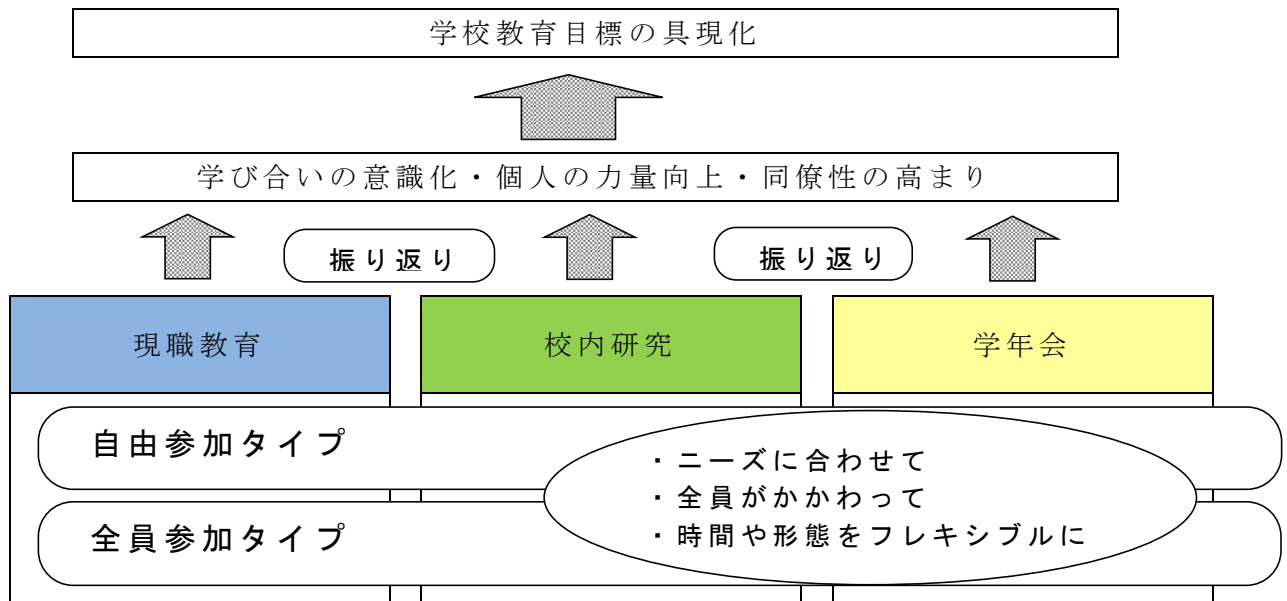 学校教育目標の具現化
学び合いの意識化・個人の力量向上・同僚性の高まり
振り返り
振り返り
現職教育
校内研究
学年会
自由参加タイプ
・ニーズに合わせて
・全員がかかわって
・時間や形態をフレキシブルに
全員参加タイプ